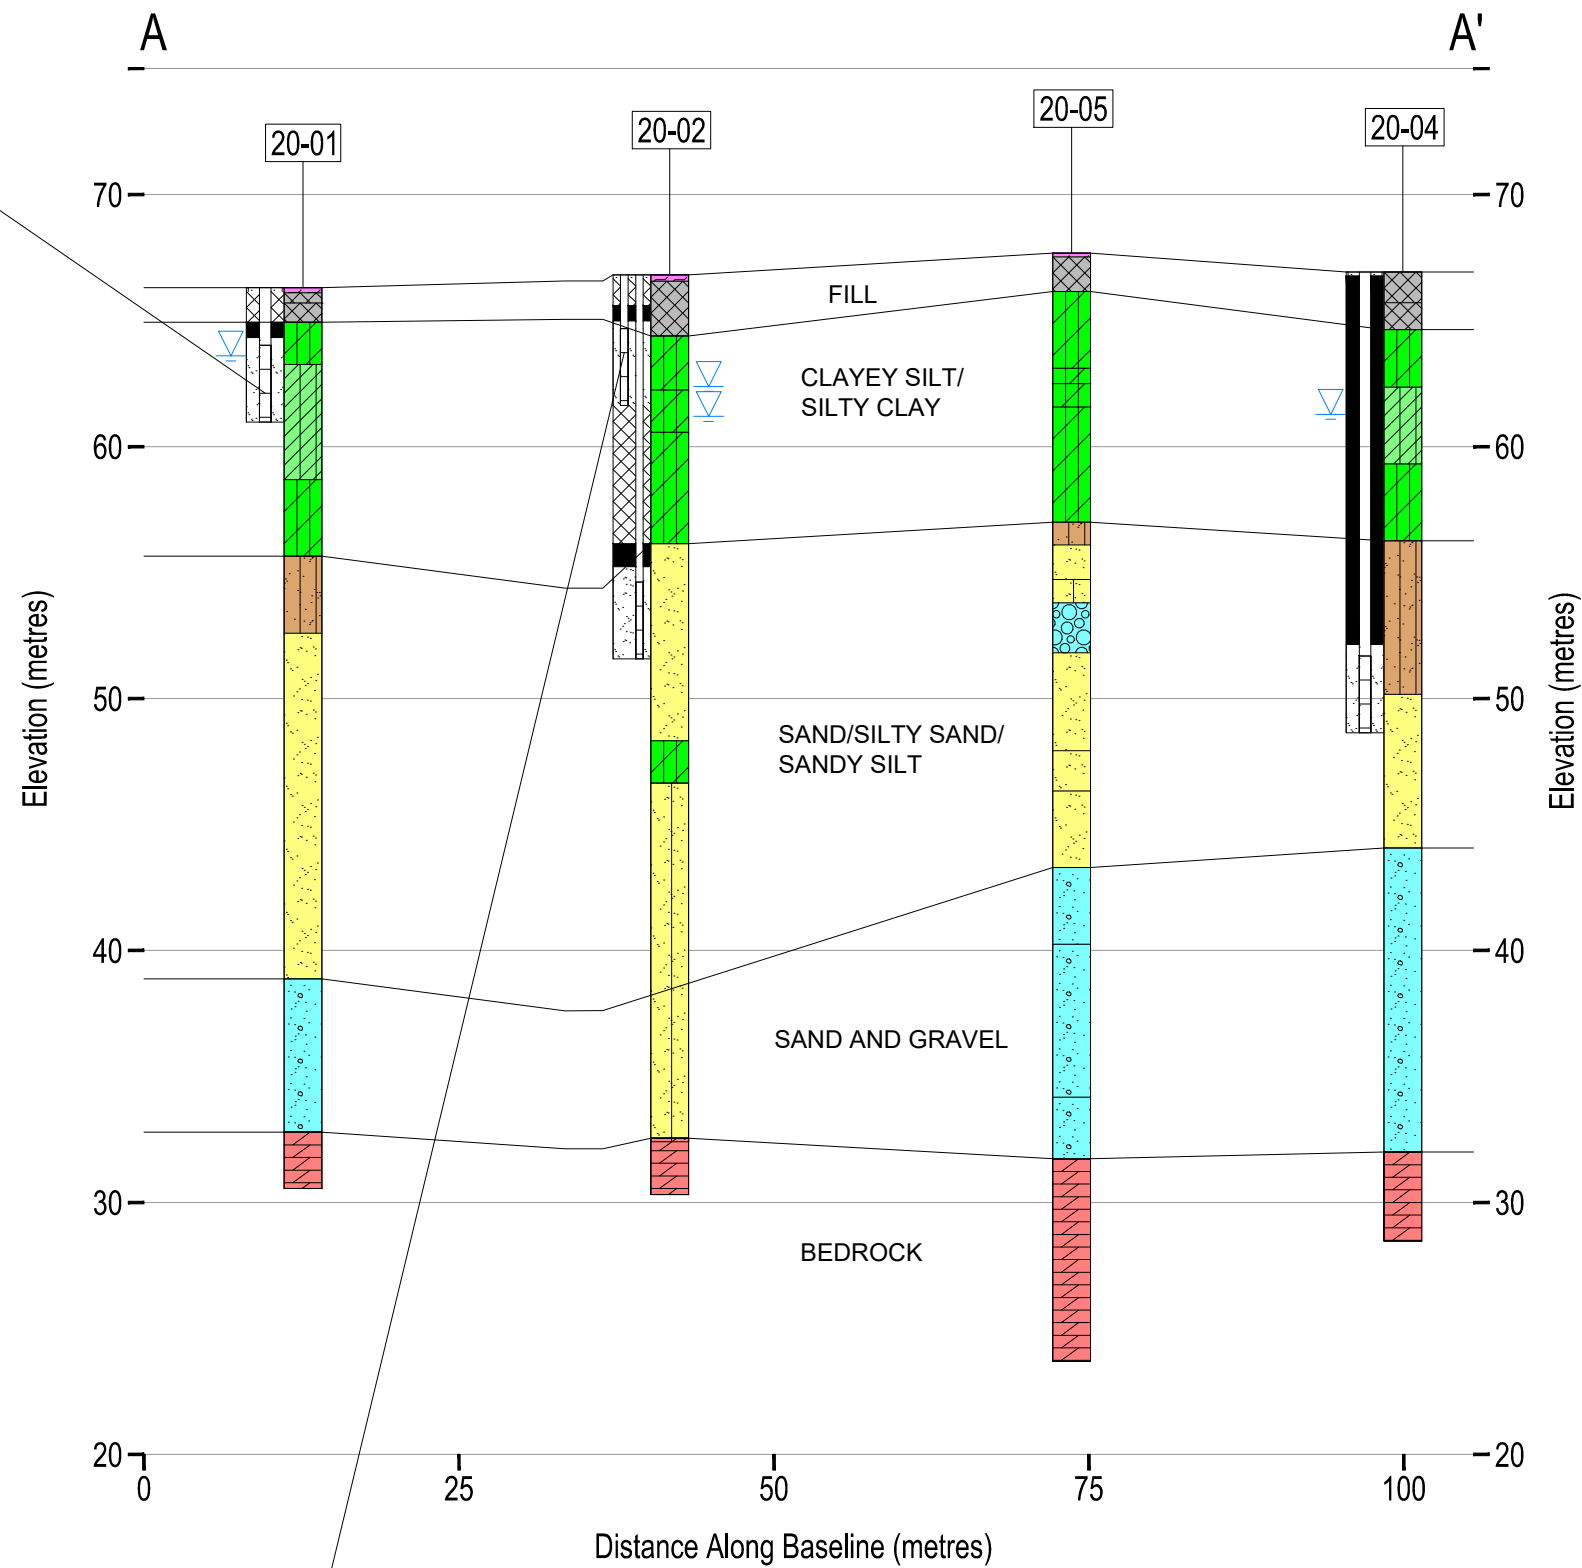 A
A'
20-01
20-02
20-05
20-04
70
70
FILL
CLAYEY SILT/
SILTY CLAY
60
60
Elevation (metres)
Elevation (metres)
50
50
SAND/SILTY SAND/
SANDY SILT
40
40
SAND AND GRAVEL
30
30
BEDROCK
20
20
0
25
50
75
100
Distance Along Baseline (metres)